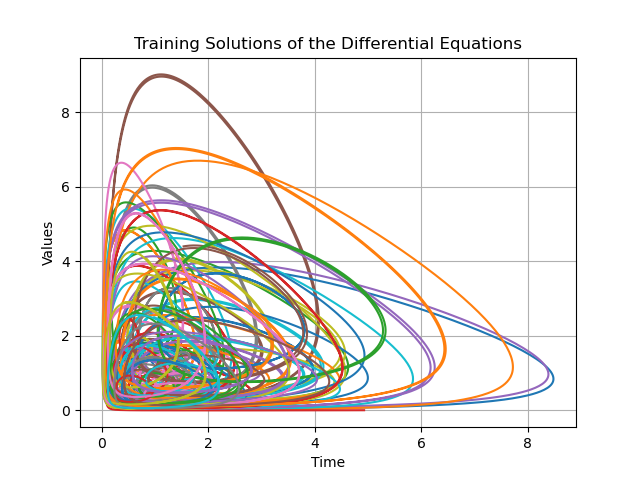 Training Solutions of the Differential Equations
Values
8
6
4
2
0
0 2 4 6 8
Time